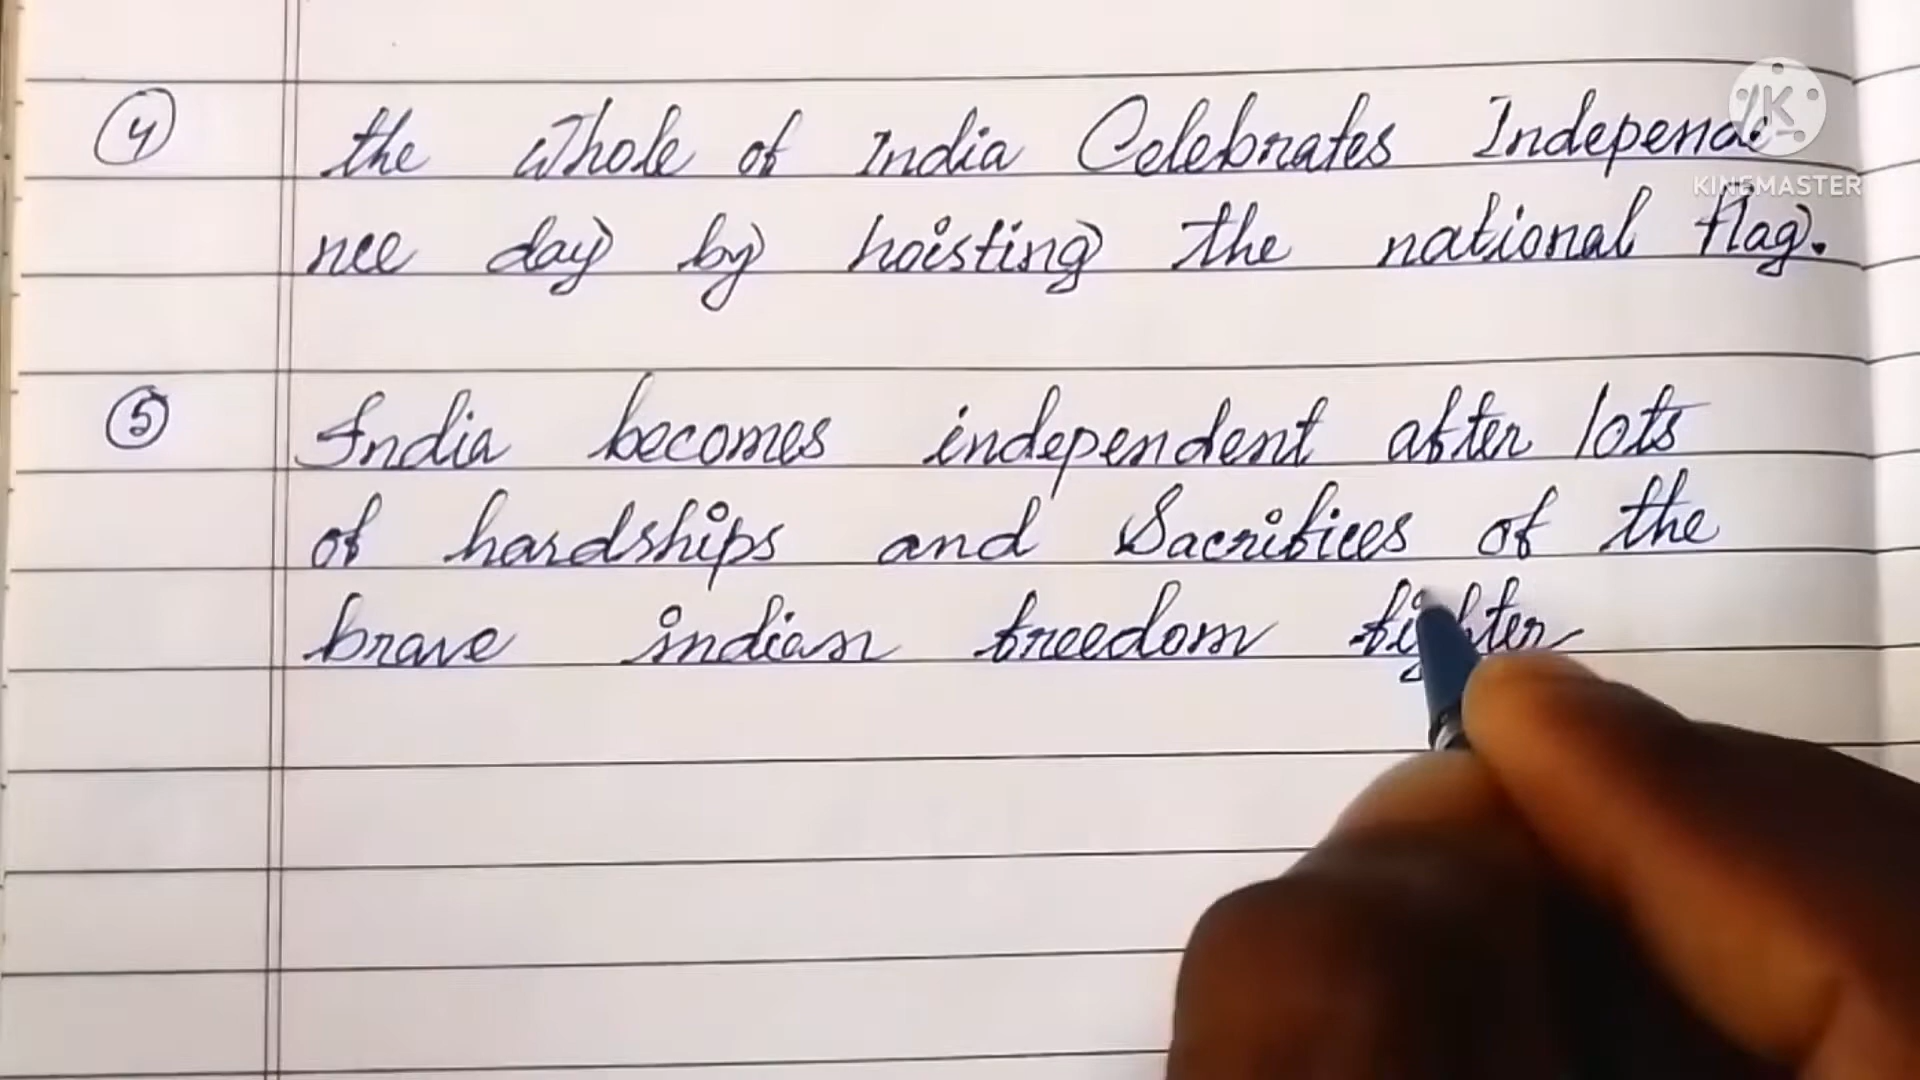 4 the Whole of India Celebrates Independe-
nce day by hoisting the national flag.
5 India becomes independent after lots
of hardships and Sacrifices of the
brave indian freedom fighter
KINEMASTER